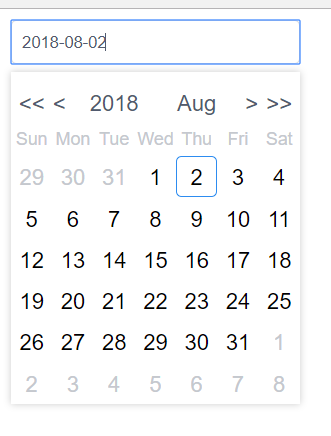 2018-08-02
<< < 2018 Aug > >>
Sun Mon Tue Wed Thu Fri Sat
29 30 31 1 2 3 4
5 6 7 8 9 10 11
12 13 14 15 16 17 18
19 20 21 22 23 24 25
26 27 28 29 30 31 1
2 3 4 5 6 7 8